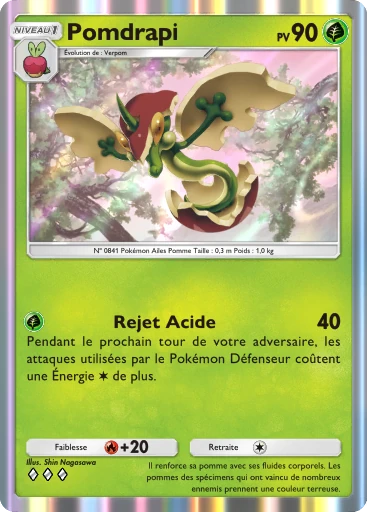 NIVEAU 1
Pomdrapi
PV 90
Évolution de : Verpom
N° 0841 Pokémon Ailes Pomme Taille : 0,3 m Poids : 1,0 kg
Rejet Acide 40
Pendant le prochain tour de votre adversaire, les
attaques utilisées par le Pokémon Défenseur coûtent
une Énergie de plus.
Faiblesse +20
Retraite
Illus. Shin Nagasawa
Il renforce sa pomme avec ses fluides corporels. Les
pommes des spécimens qui ont vaincu de nombreux
ennemis prennent une couleur terreuse.